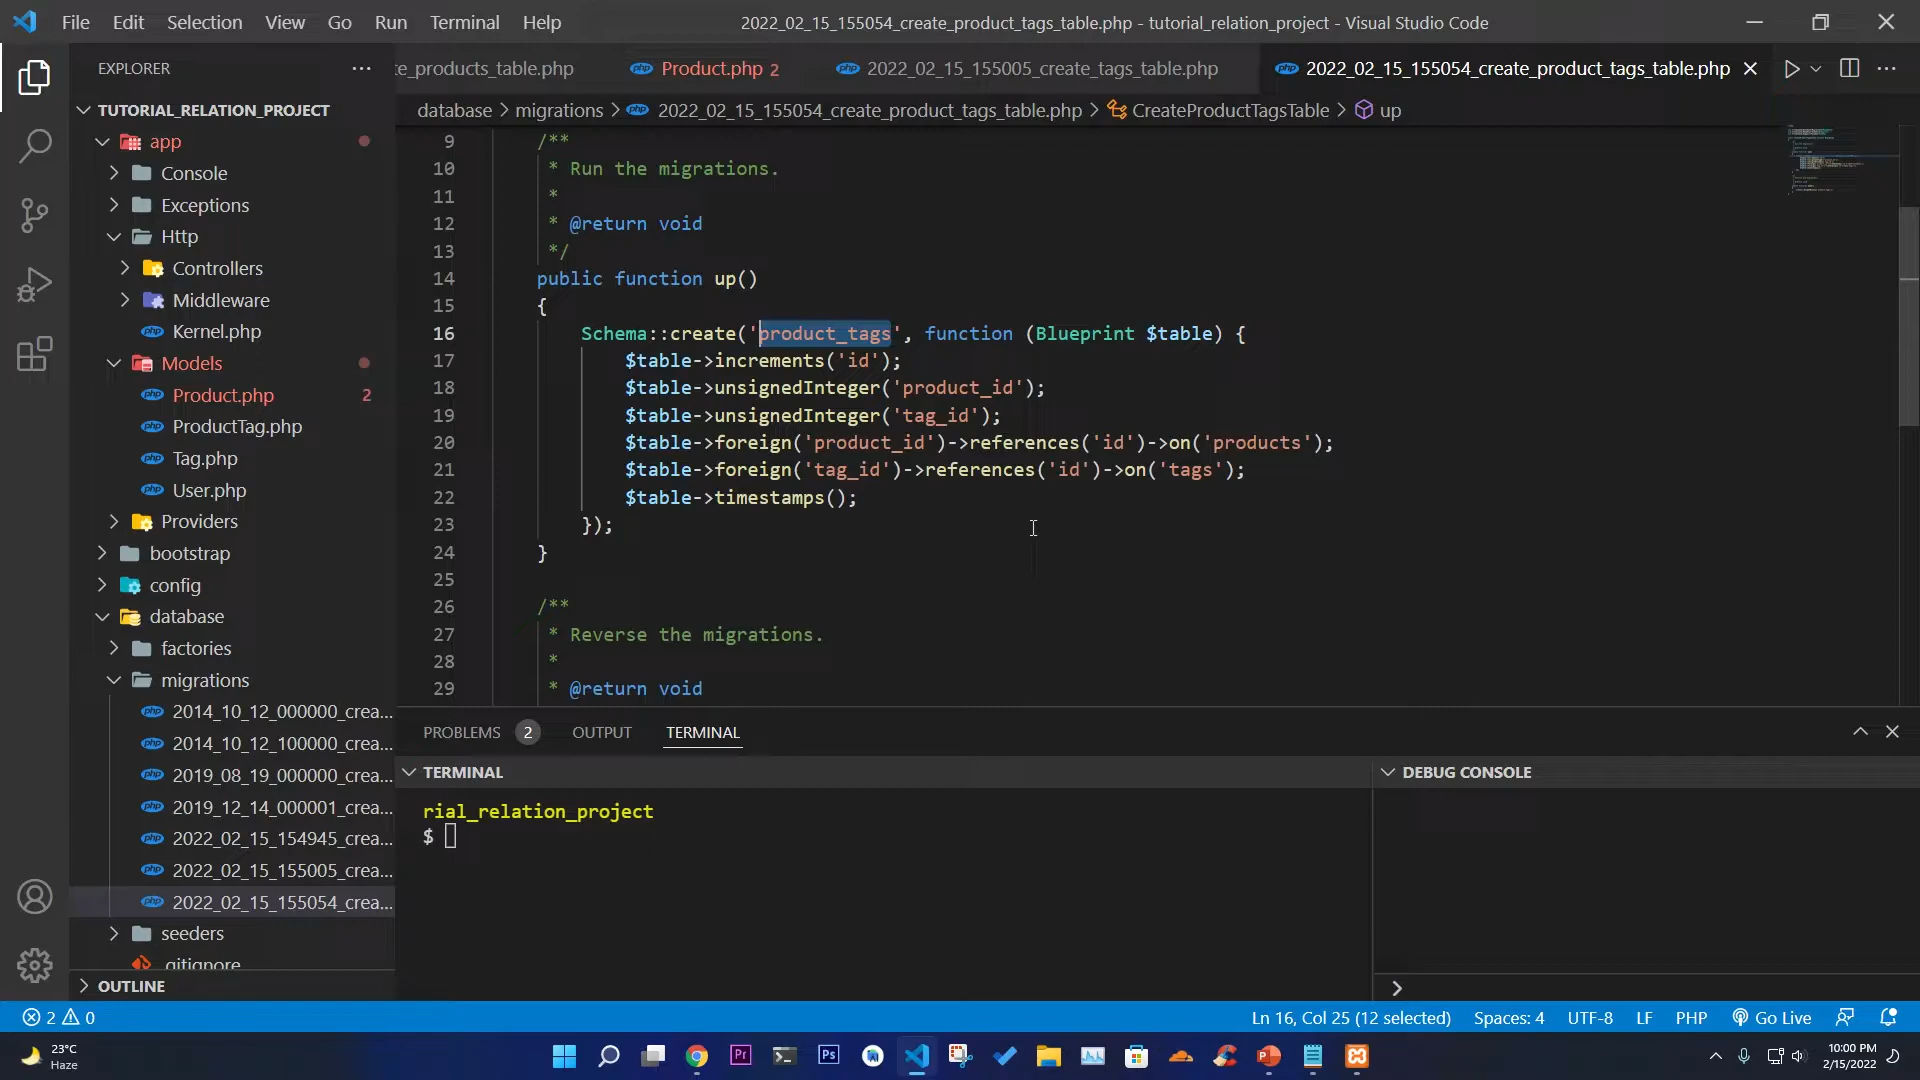 File Edit Selection View Go Run Terminal Help 2022_02_15_155054_create_product_tags_table.php - tutorial_relation_project - Visual Studio Code
EXPLORER
te_products_table.php Product.php 2 2022_02_15_155005_create_tags_table.php 2022_02_15_155054_create_product_tags_table.php
database > migrations > 2022_02_15_155054_create_product_tags_table.php > CreateProductTagsTable > up
TUTORIAL_RELATION_PROJECT
app
Console
Exceptions
Http
Controllers
Middleware
Kernel.php
Models
Product.php 2
ProductTag.php
Tag.php
User.php
Providers
bootstrap
config
database
factories
migrations
2014_10_12_000000_crea...
2014_10_12_100000_crea...
2019_08_19_000000_crea...
2019_12_14_000001_crea...
2022_02_15_154945_crea...
2022_02_15_155005_crea...
2022_02_15_155054_crea...
seeders
.gitignore
OUTLINE
9 /**
10 * Run the migrations.
11 *
12 * @return void
13 */
14 public function up()
15 {
16 Schema::create('product_tags', function (Blueprint $table) {
17 $table->increments('id');
18 $table->unsignedInteger('product_id');
19 $table->unsignedInteger('tag_id');
20 $table->foreign('product_id')->references('id')->on('products');
21 $table->foreign('tag_id')->references('id')->on('tags');
22 $table->timestamps();
23 });
24 }
25
26 /**
27 * Reverse the migrations.
28 *
29 * @return void
PROBLEMS 2 OUTPUT TERMINAL
TERMINAL
rial_relation_project
$
DEBUG CONSOLE
2 0 Ln 16, Col 25 (12 selected) Spaces: 4 UTF-8 LF PHP Go Live
23°C
Haze
Pr Ps
10:00 PM
2/15/2022